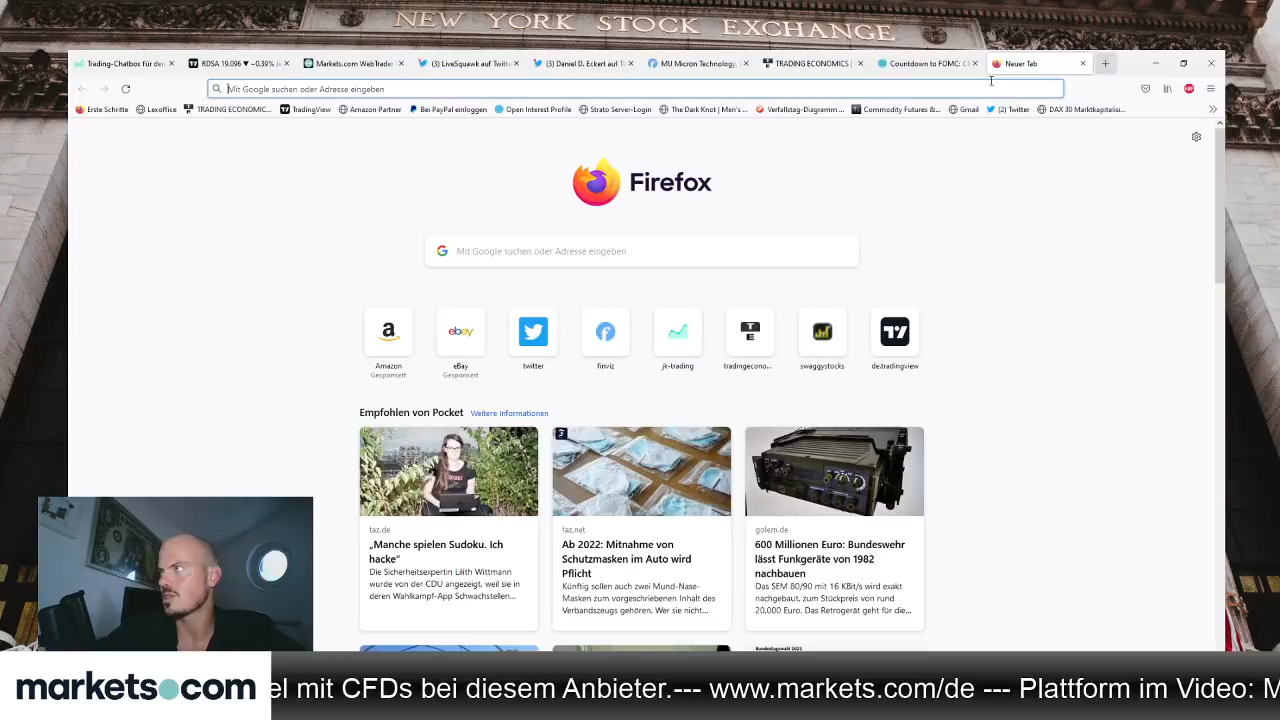 NEW YORK STOCK EXCHANGE
Trading-Chatbox für der
RDSA 19.096 ▼ −0.39%
Markets.com WebTrader
(3) LiveSquawk auf Twitte
(3) Daniel D. Eckert auf T
MU Micron Technology,
TRADING ECONOMICS |
Countdown to FOMC:
Neuer Tab
Mit Google suchen oder Adresse eingeben
Erste Schritte
Lexoffice
TRADING ECONOMIC...
TradingView
Amazon Partner
Bei PayPal einloggen
Open Interest Profile
Strato Server-Login
The Dark Knot | Men's ...
Verfallstag-Diagramm ...
Commodity Futures &...
Gmail
(2) Twitter
DAX 30 Marktkapitalisi...
Firefox
Mit Google suchen oder Adresse eingeben
Amazon
Gesponsert
ebay
eBay
Gesponsert
twitter
finviz
jk-trading
tradingecono...
swaggystocks
de.tradingview
Empfohlen von Pocket Weitere Informationen
taz.de
„Manche spielen Sudoku. Ich
hacke“
Die Sicherheitsexpertin Lilith Wittmann
wurde von der CDU angezeigt, weil sie in
deren Wahlkampf-App Schwachstellen...
faz.net
Ab 2022: Mitnahme von
Schutzmasken im Auto wird
Pflicht
Künftig sollen auch zwei Mund-Nase-
Masken zum vorgeschriebenen Inhalt des
Verbandszeugs gehören. Wer sie nicht...
golem.de
600 Millionen Euro: Bundeswehr
lässt Funkgeräte von 1982
nachbauen
Das SEM 80/90 mit 16 KBit/s wird exakt
nachgebaut, zum Stückpreis von rund
20.000 Euro. Das Retrogerät geht für die...
Bundestagswahl 2021
markets.com
el mit CFDs bei diesem Anbieter.--- www.markets.com/de --- Plattform im Video: M